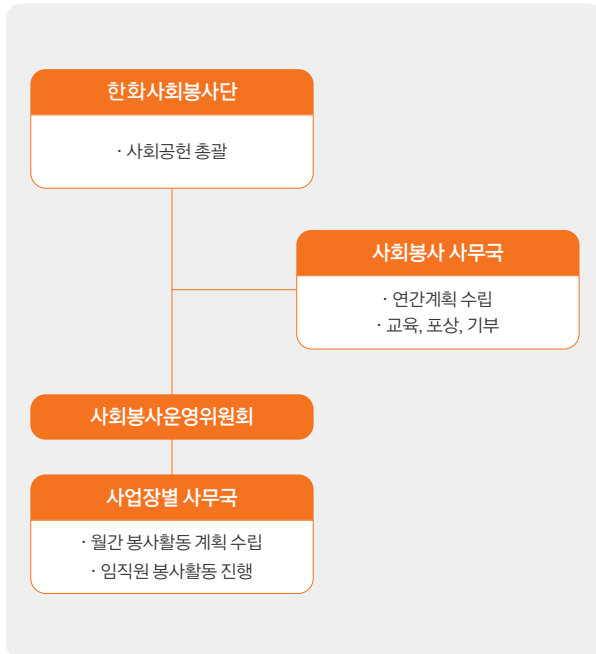 한화사회봉사단
· 사회공헌 총괄
사회봉사 사무국
· 연간계획 수립
· 교육, 포상, 기부
사회봉사운영위원회
사업장별 사무국
· 월간 봉사활동 계획 수립
· 임직원 봉사활동 진행